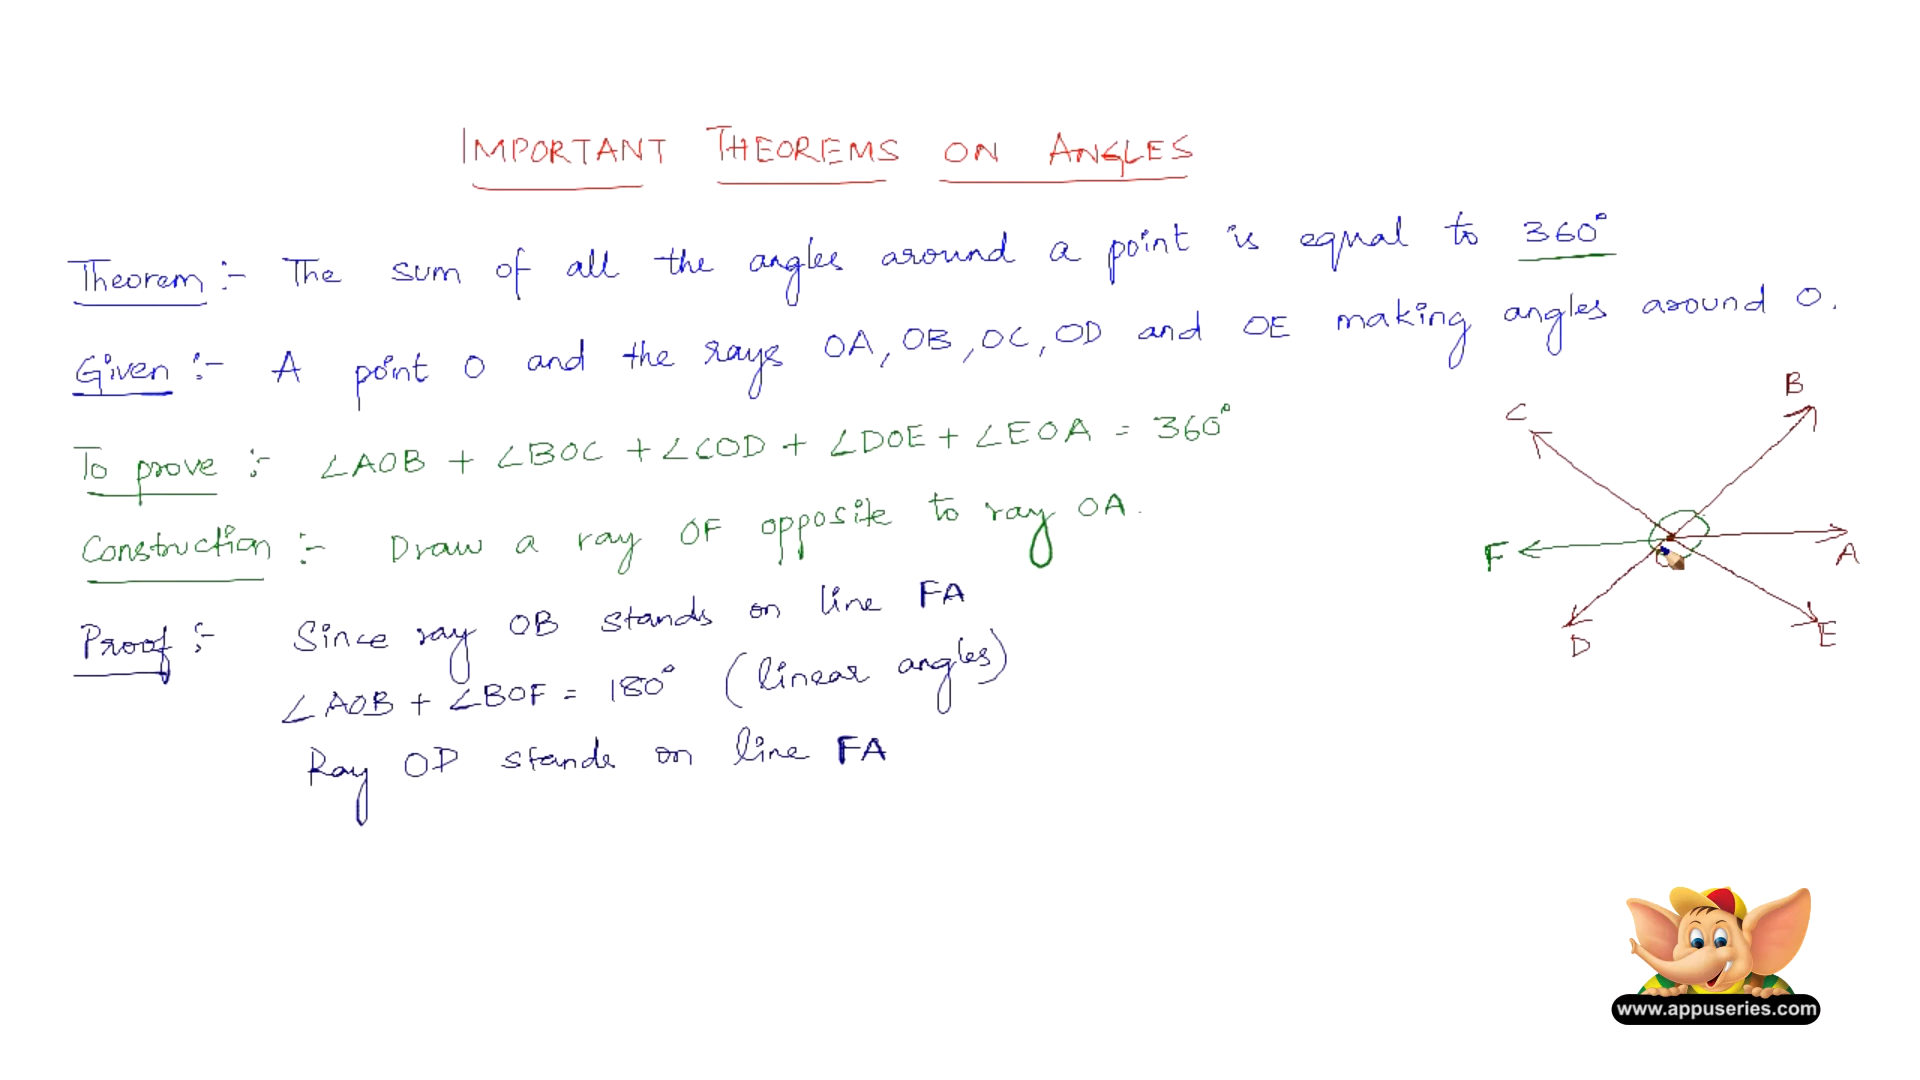 IMPORTANT THEOREMS ON ANGLES
Theorem :- The sum of all the angles around a point is equal to 360°
Given :- A point O and the rays OA, OB, OC, OD and OE making angles around O.
To prove :- ∠AOB + ∠BOC + ∠COD + ∠DOE + ∠EOA = 360°
Construction :- Draw a ray OF opposite to ray OA.
Proof :- Since ray OB stands on line FA
∠AOB + ∠BOF = 180° (linear angles)
Ray OD stands on line FA
B
C
F
A
D
E
www.appuseries.com